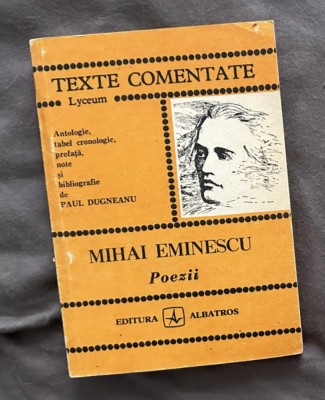 TEXTE COMENTATE
Lyceum
Antologie,
tabel cronologic,
prefață,
note
și
bibliografie
de
PAUL DUGNEANU
MIHAI EMINESCU
Poezii
EDITURA ALBATROS